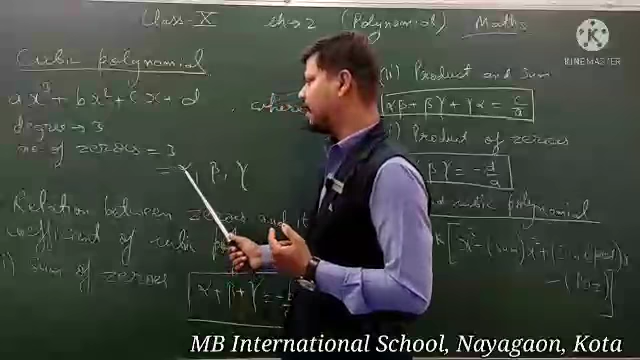 Class-X ch→2 (Polynomial) Maths
KINEMASTER
Cubic polynomial
ax³ + bx² + cx + d where
degree → 3
no of zeroes = 3
= α, β, γ
Relation between zeroes and
coefficient of cubic
sum of zeroes
α + β + γ = -
(ii) Product and sum
αβ + βγ + γα = c/a
Product of zeroes
βγ = -d/a
cubic polynomial
MB International School, Nayagaon, Kota